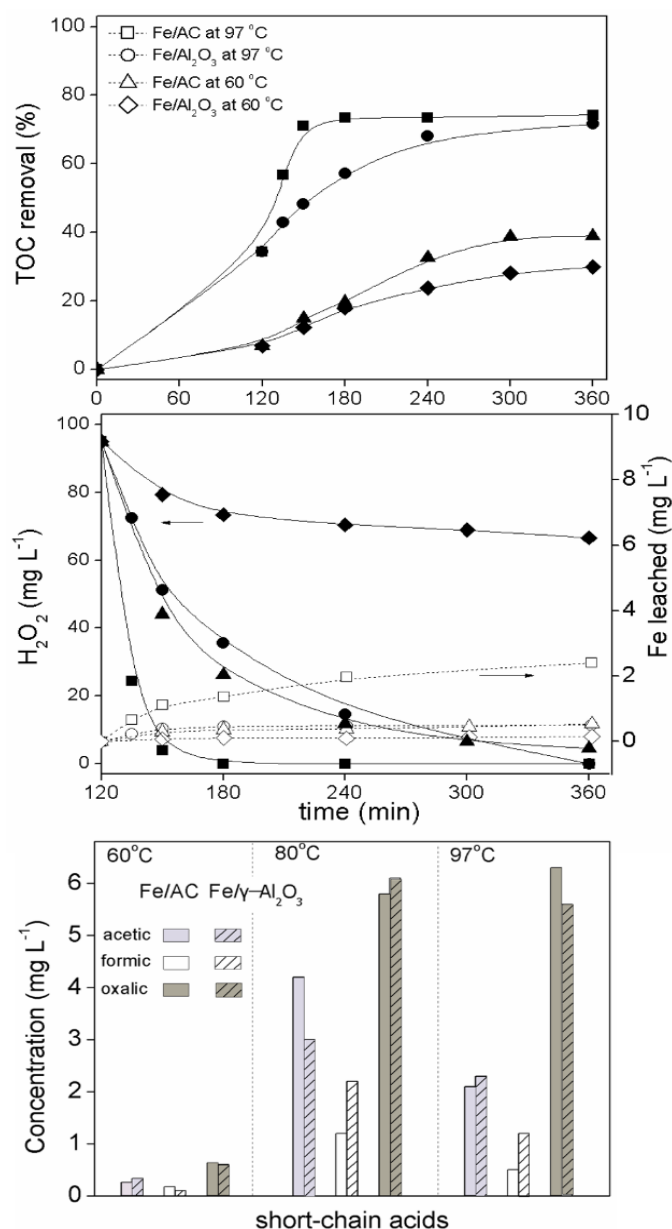 Fe/AC at 97 °C
Fe/Al₂O₃ at 97 °C
Fe/AC at 60 °C
Fe/Al₂O₃ at 60 °C
TOC removal (%)
100
80
60
40
20
0
0 60 120 180 240 300 360
H₂O₂ (mg L⁻¹)
100
80
60
40
20
0
Fe leached (mg L⁻¹)
10
8
6
4
2
0
120 180 240 300 360
time (min)
60°C 80°C 97°C
Fe/AC Fe/γ–Al₂O₃
acetic
formic
oxalic
Concentration (mg L⁻¹)
6
5
4
3
2
1
0
short-chain acids